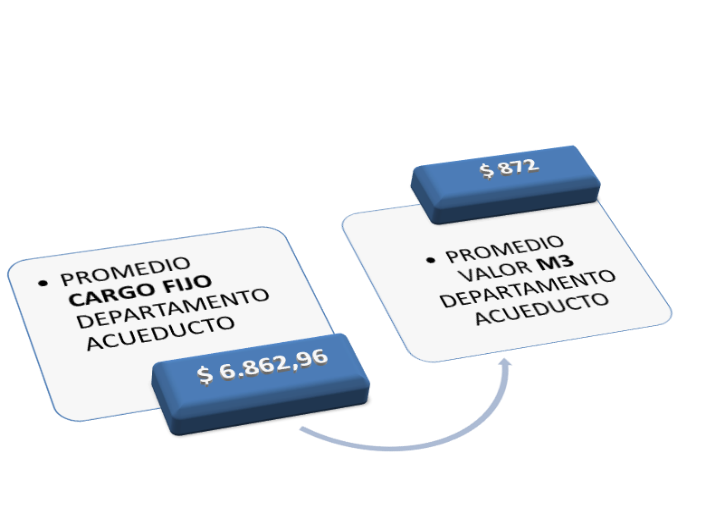 • PROMEDIO
CARGO FIJO
DEPARTAMENTO
ACUEDUCTO
$ 6.862,96
$ 872
• PROMEDIO
VALOR M3
DEPARTAMENTO
ACUEDUCTO